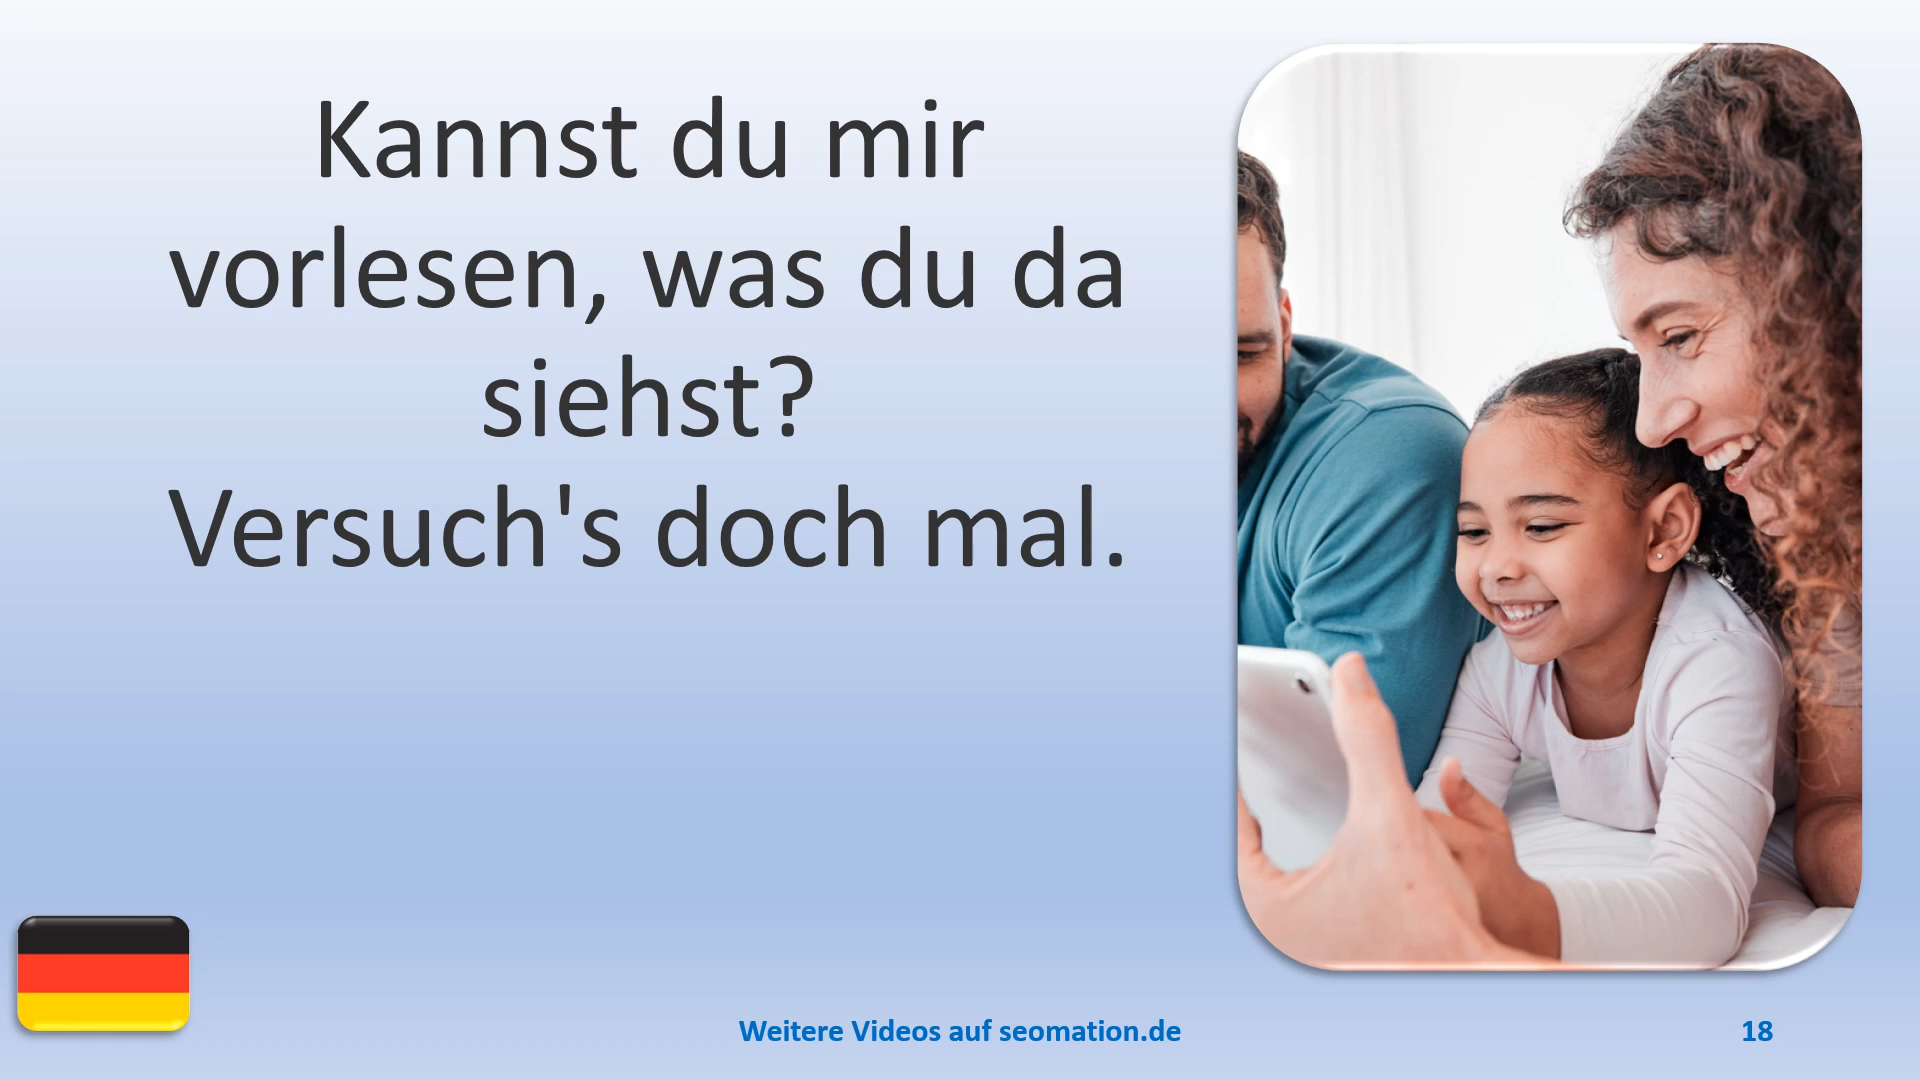 Kannst du mir
vorlesen, was du da
siehst?
Versuch's doch mal.
Weitere Videos auf seomation.de
18